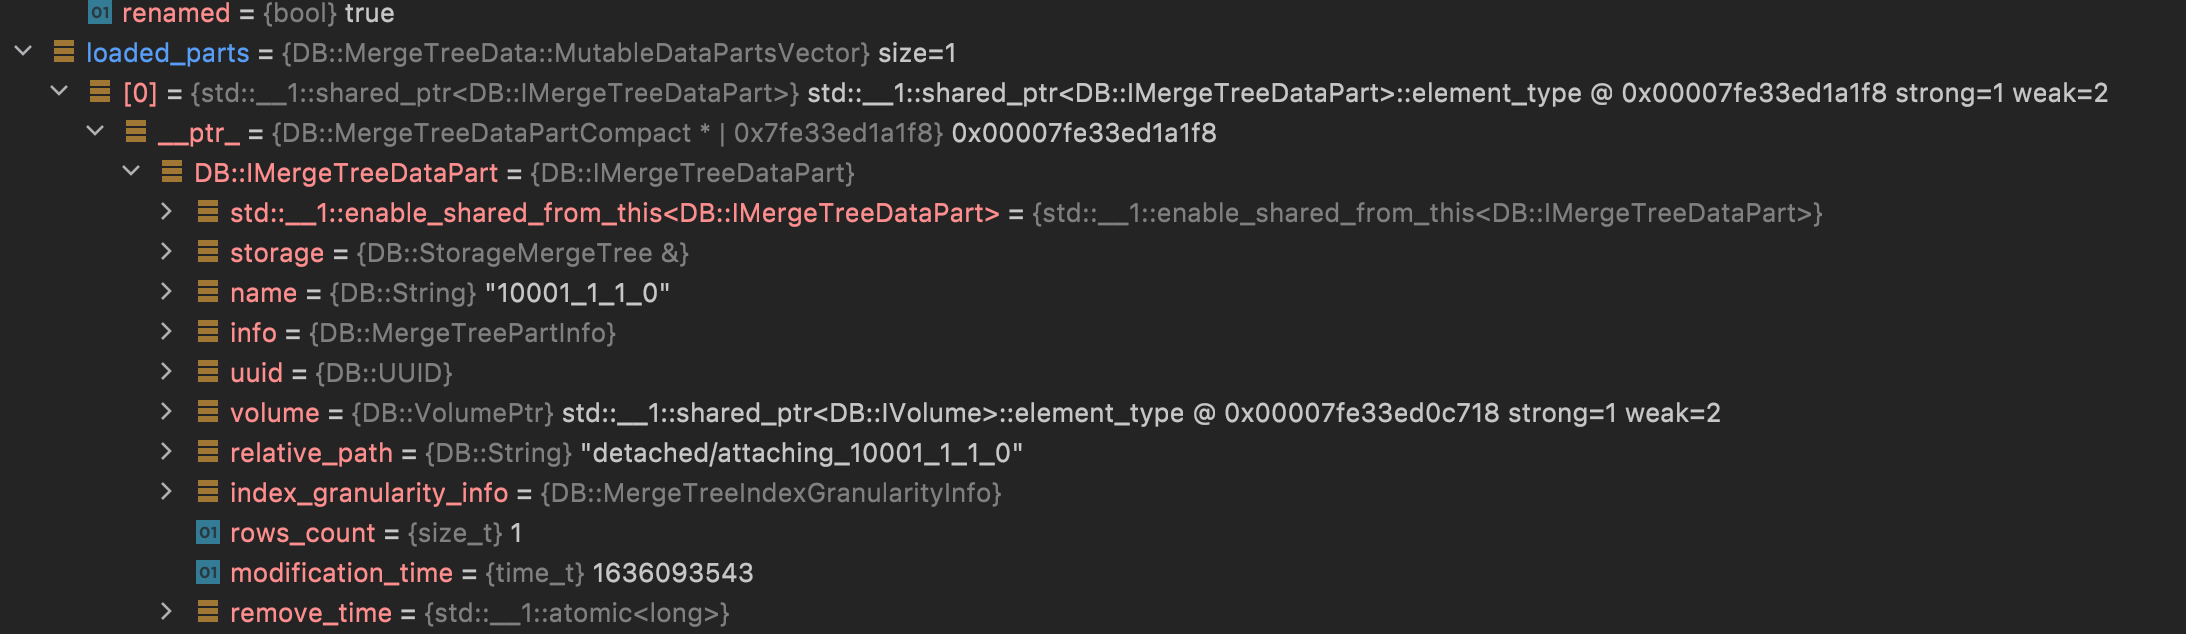 01 renamed = {bool} true
loaded_parts = {DB::MergeTreeData::MutableDataPartsVector} size=1
[0] = {std::__1::shared_ptr<DB::IMergeTreeDataPart>} std::__1::shared_ptr<DB::IMergeTreeDataPart>::element_type @ 0x00007fe33ed1a1f8 strong=1 weak=2
__ptr_ = {DB::MergeTreeDataPartCompact * | 0x7fe33ed1a1f8} 0x00007fe33ed1a1f8
DB::IMergeTreeDataPart = {DB::IMergeTreeDataPart}
std::__1::enable_shared_from_this<DB::IMergeTreeDataPart> = {std::__1::enable_shared_from_this<DB::IMergeTreeDataPart>}
storage = {DB::StorageMergeTree &}
name = {DB::String} "10001_1_1_0"
info = {DB::MergeTreePartInfo}
uuid = {DB::UUID}
volume = {DB::VolumePtr} std::__1::shared_ptr<DB::IVolume>::element_type @ 0x00007fe33ed0c718 strong=1 weak=2
relative_path = {DB::String} "detached/attaching_10001_1_1_0"
index_granularity_info = {DB::MergeTreeIndexGranularityInfo}
01 rows_count = {size_t} 1
01 modification_time = {time_t} 1636093543
remove_time = {std::__1::atomic<long>}